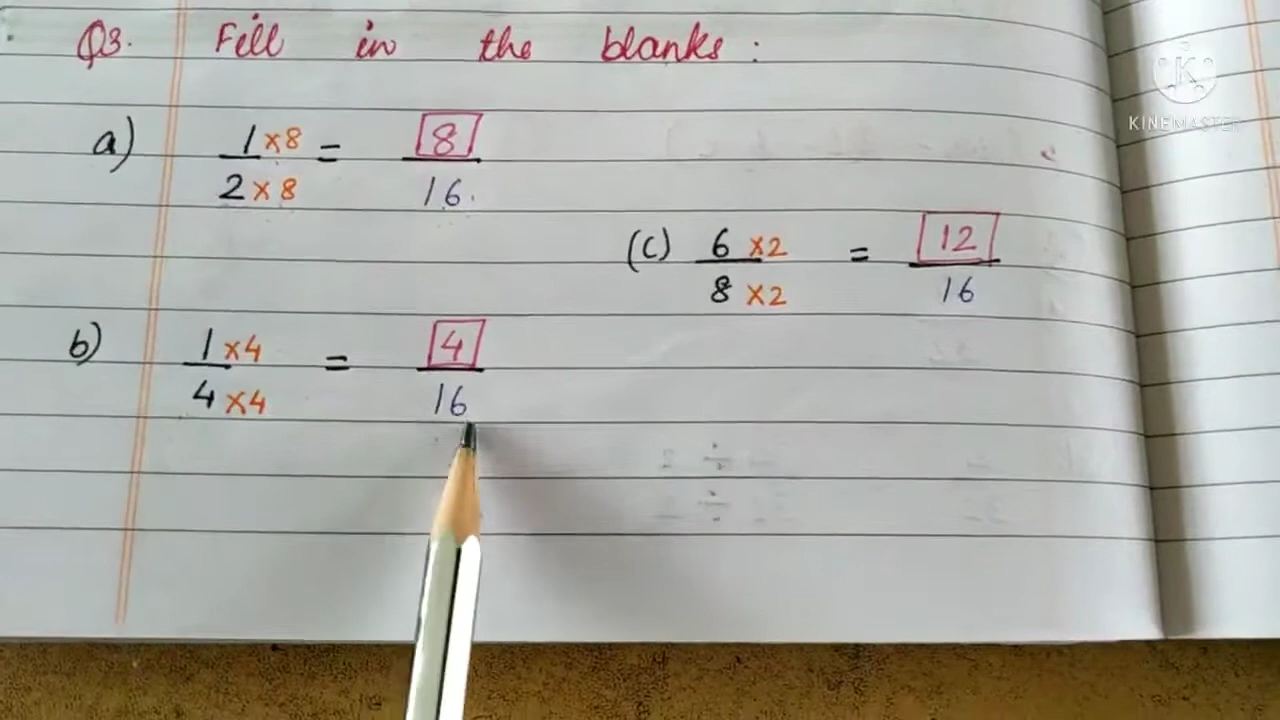 Q3. Fill in the blanks :
a) 1 × 8 / 2 × 8 = 8 / 16
(c) 6 × 2 / 8 × 2 = 12 / 16
b) 1 × 4 / 4 × 4 = 4 / 16
K
KINEMASTER